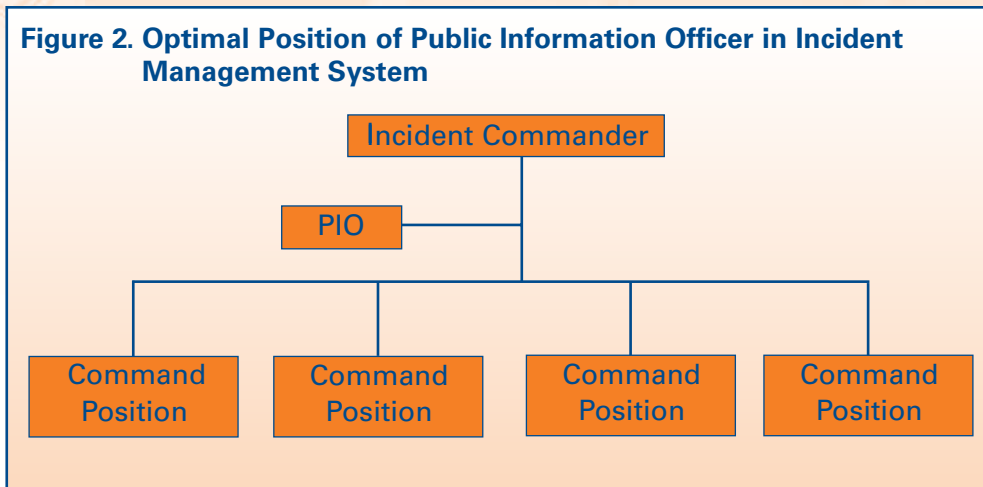 Figure 2. Optimal Position of Public Information Officer in Incident
Management System
Incident Commander
PIO
Command
Position
Command
Position
Command
Position
Command
Position